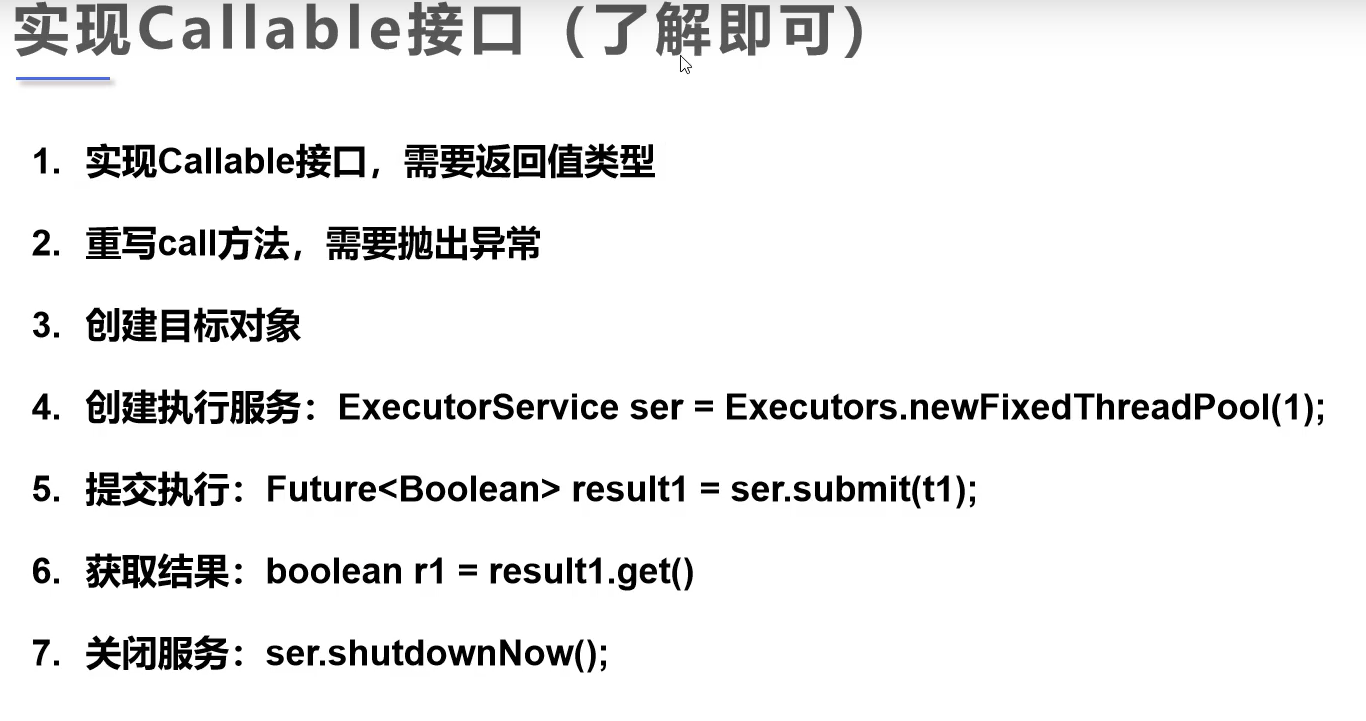 实现Callable接口（了解即可）
1. 实现Callable接口，需要返回值类型
2. 重写call方法，需要抛出异常
3. 创建目标对象
4. 创建执行服务：ExecutorService ser = Executors.newFixedThreadPool(1);
5. 提交执行：Future<Boolean> result1 = ser.submit(t1);
6. 获取结果：boolean r1 = result1.get()
7. 关闭服务：ser.shutdownNow();